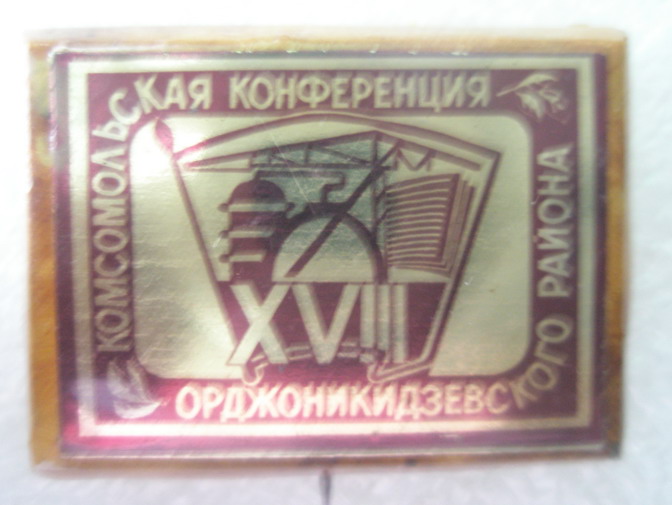 КОМСОМОЛЬСКАЯ КОНФЕРЕНЦИЯ
XVIII
ОРДЖОНИКИДЗЕВСКОГО РАЙОНА